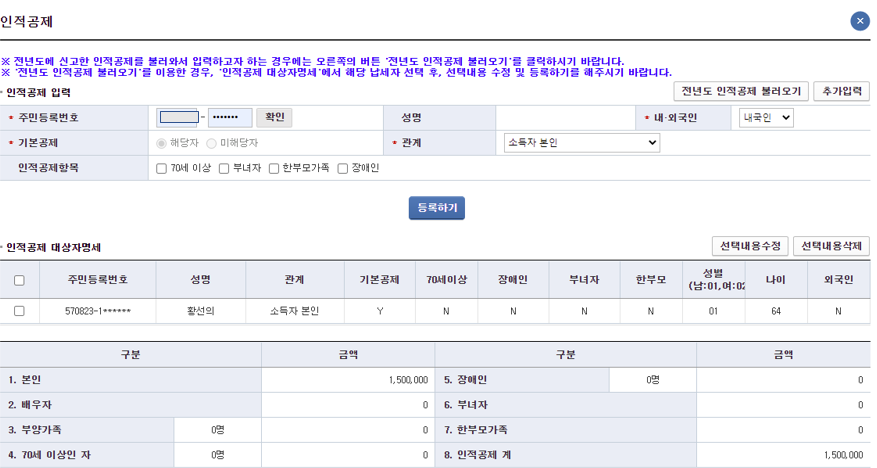 인적공제
※ 전년도에 신고한 인적공제를 불러와서 입력하고자 하는 경우에는 오른쪽의 버튼 '전년도 인적공제 불러오기'를 클릭하시기 바랍니다.
※ '전년도 인적공제 불러오기'를 이용한 경우, '인적공제 대상자명세'에서 해당 납세자 선택 후, 선택내용 수정 및 등록하기를 해주시기 바랍니다.
인적공제 입력 전년도 인적공제 불러오기 추가입력
* 주민등록번호 - ••••••• 확인 성명 * 내·외국인 내국인
* 기본공제 해당자 미해당자 * 관계 소득자 본인
인적공제항목 70세 이상 부녀자 한부모가족 장애인
등록하기
인적공제 대상자명세 선택내용수정 선택내용삭제
주민등록번호 성명 관계 기본공제 70세이상 장애인 부녀자 한부모 성별 (남:01,여:02 나이 외국인
570823-1****** 황선의 소득자 본인 Y N N N N 01 64 N
구분 금액 구분 금액
1. 본인 1,500,000 5. 장애인 0명 0
2. 배우자 0 6. 부녀자 0
3. 부양가족 0명 0 7. 한부모가족 0
4. 70세 이상인 자 0명 0 8. 인적공제 계 1,500,000